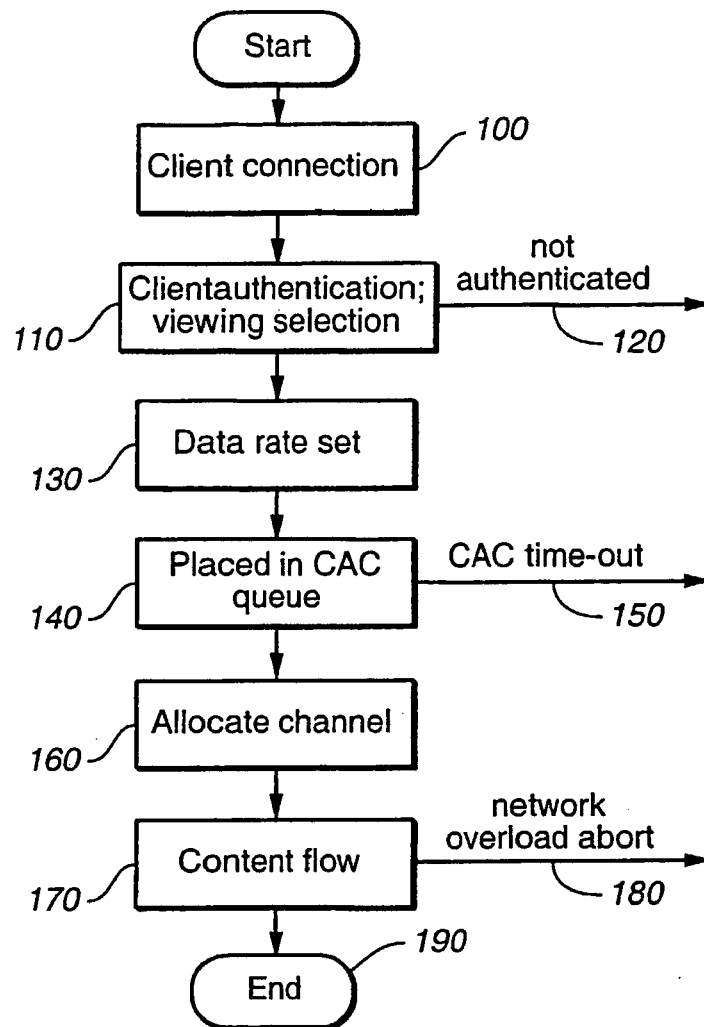 Start
100
Client connection
not
authenticated
Clientauthentication;
viewing selection
110
120
Data rate set
130
Placed in CAC
queue
CAC time-out
140
150
Allocate channel
160
network
overload abort
Content flow
170
180
190
End